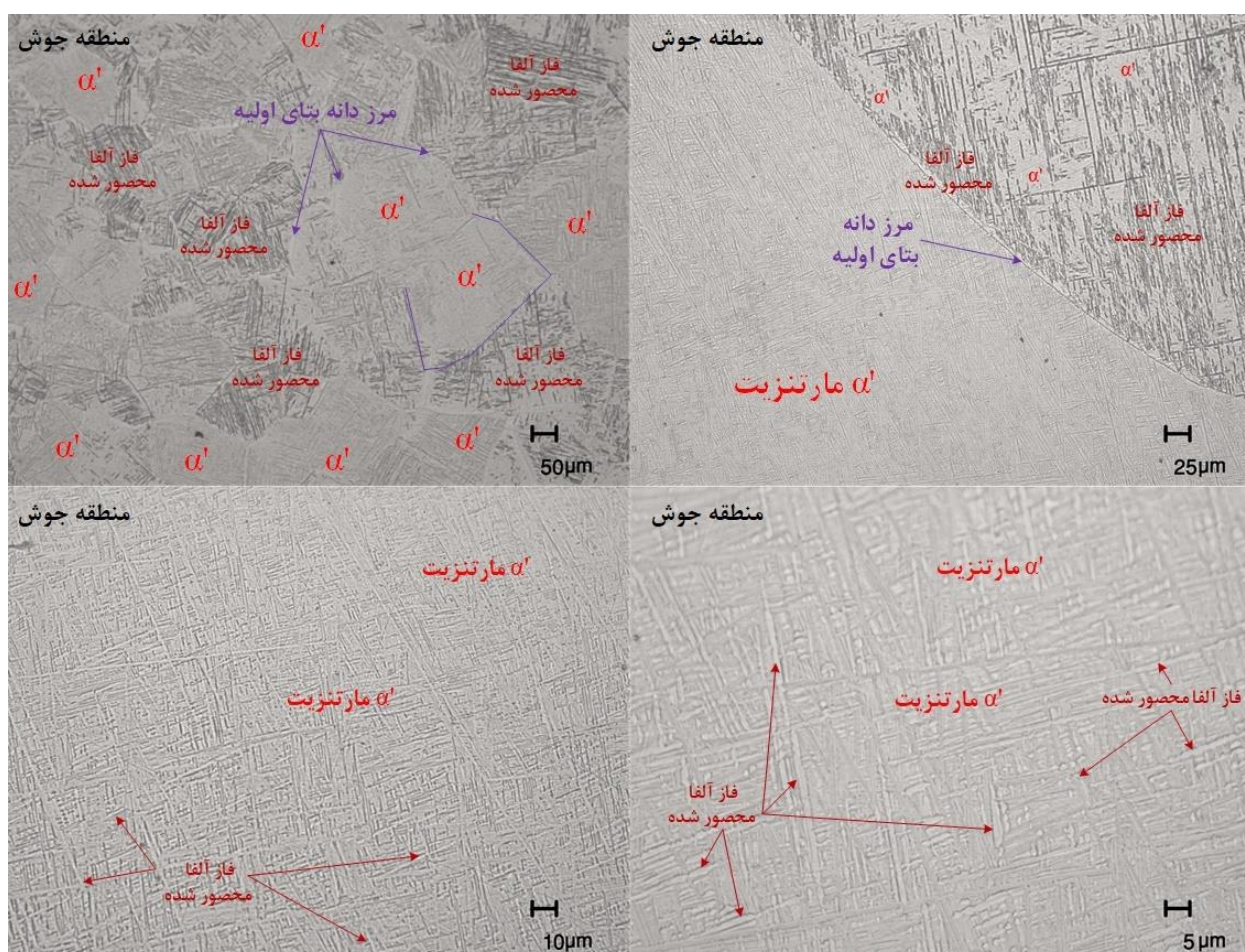 منطقه جوش
α'
α'
فاز آلفا
محصور شده
مرز دانه بتای اولیه
فاز آلفا
محصور شده
α'
فاز آلفا
محصور شده
α'
α'
α'
فاز آلفا
محصور شده
فاز آلفا
محصور شده
α'
α'
α'
α'
50µm
منطقه جوش
α'
α'
فاز آلفا
محصور شده
α'
فاز آلفا
محصور شده
مرز دانه
بتای اولیه
α' مارتنزیت
25µm
منطقه جوش
α' مارتنزیت
α' مارتنزیت
فاز آلفا
محصور شده
10µm
منطقه جوش
α' مارتنزیت
α' مارتنزیت
فاز آلفا محصور شده
فاز آلفا
محصور شده
5µm